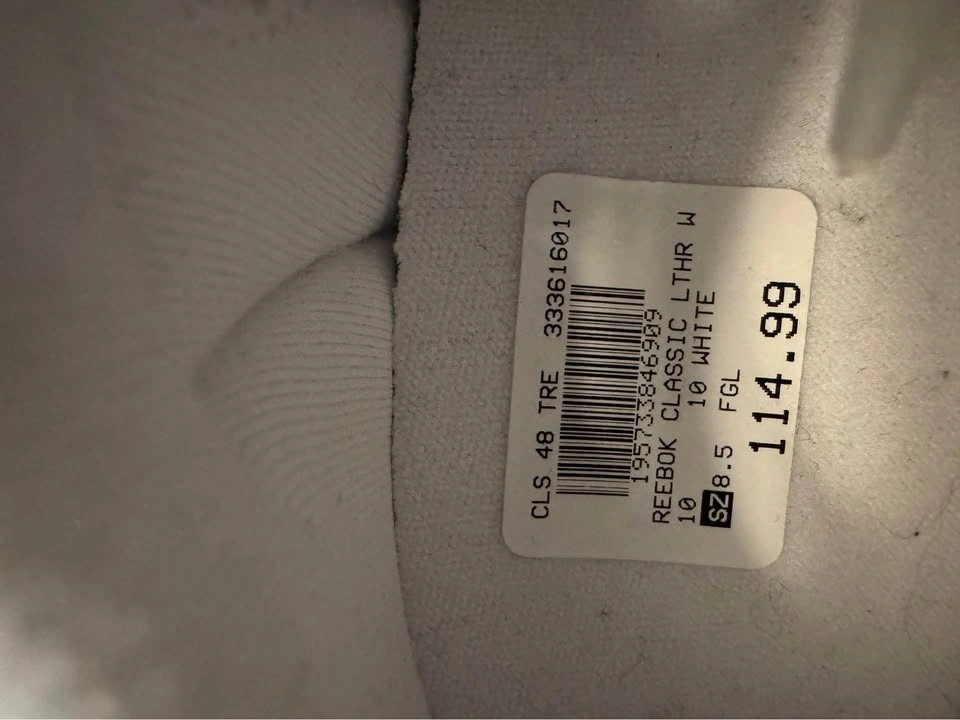 CLS 48 TRE 333616017
195733846909
REEBOK CLASSIC LTHR W
10 10 WHITE
SZ 8.5 FGL
114.99